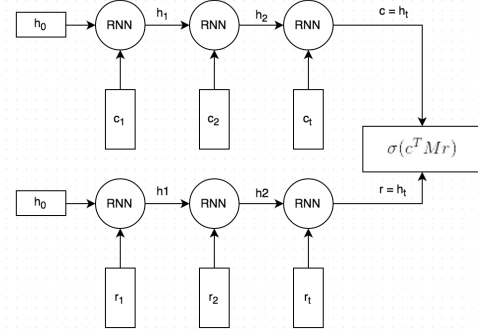 h₀ RNN h₁ RNN h₂ RNN c = hₜ
c₁ c₂ cₜ
σ(cᵀMr)
h₀ RNN h1 RNN h2 RNN r = hₜ
r₁ r₂ rₜ